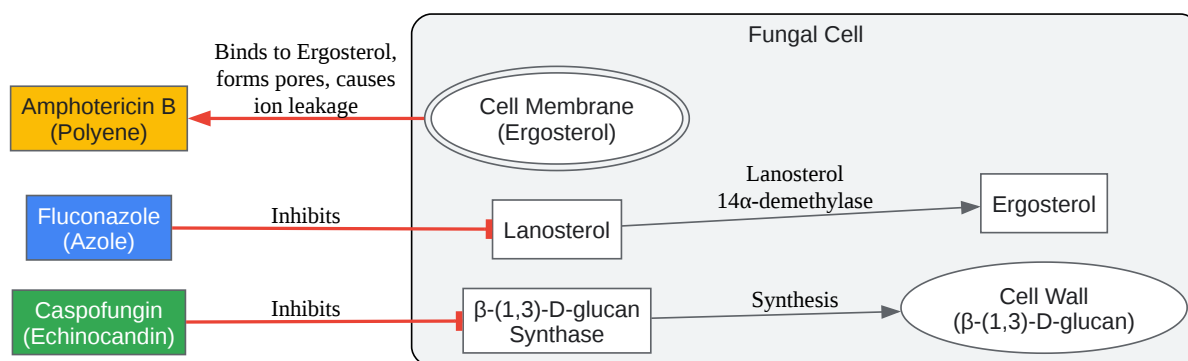 Fungal Cell
Binds to Ergosterol,
forms pores, causes
ion leakage
Amphotericin B
(Polyene)
Cell Membrane
(Ergosterol)
Fluconazole
(Azole)
Inhibits
Lanosterol
Lanosterol
14α-demethylase
Ergosterol
Caspofungin
(Echinocandin)
Inhibits
β-(1,3)-D-glucan
Synthase
Synthesis
Cell Wall
(β-(1,3)-D-glucan)